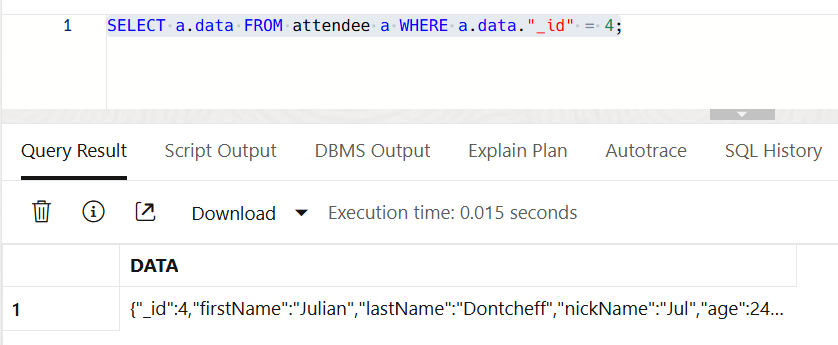 1 SELECT a.data FROM attendee a WHERE a.data."_id" = 4;
Query Result Script Output DBMS Output Explain Plan Autotrace SQL History
Download Execution time: 0.015 seconds
DATA
1 {"_id":4,"firstName":"Julian","lastName":"Dontcheff","nickName":"Jul","age":24...